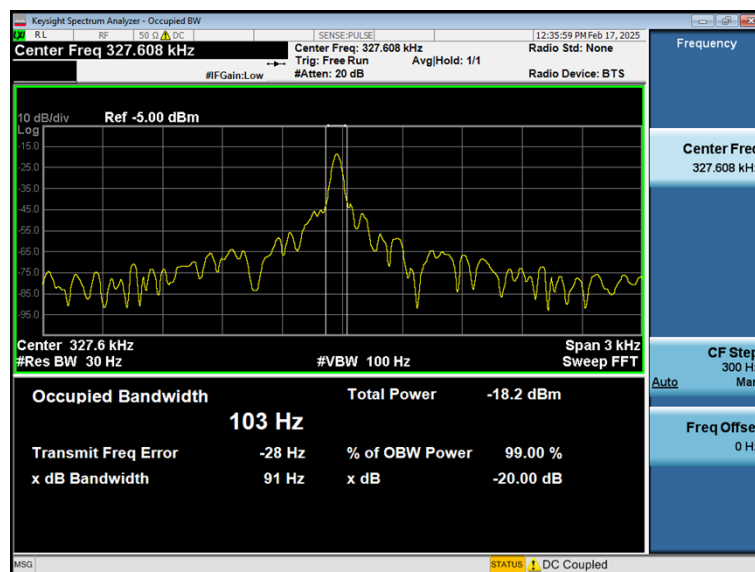 Keysight Spectrum Analyzer - Occupied BW
LXI RL RF 50 Ω DC SENSE:PULSE 12:35:59 PM Feb 17, 2025
Center Freq 327.608 kHz
Center Freq: 327.608 kHz
Radio Std: None
Trig: Free Run
Avg|Hold: 1/1
#IFGain:Low
#Atten: 20 dB
Radio Device: BTS
10 dB/div
Ref -5.00 dBm
Log
-15.0
-25.0
-35.0
-45.0
-55.0
-65.0
-75.0
-85.0
-95.0
Center 327.6 kHz
Span 3 kHz
#Res BW 30 Hz
#VBW 100 Hz
Sweep FFT
Occupied Bandwidth
Total Power -18.2 dBm
103 Hz
Transmit Freq Error -28 Hz
% of OBW Power 99.00 %
x dB Bandwidth 91 Hz
x dB -20.00 dB
MSG
STATUS
DC Coupled
Frequency
Center Fre
327.608 kH
CF Step
300 H
Auto Ma
Freq Offse
0 H